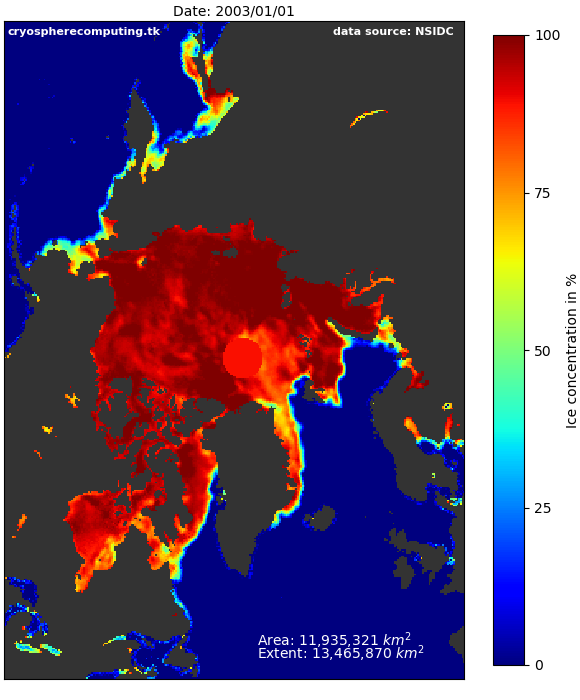 Date: 2003/01/01
cryospherecomputing.tk
data source: NSIDC
100
75
50
25
0
Ice concentration in %
Area: 11,935,321 km²
Extent: 13,465,870 km²